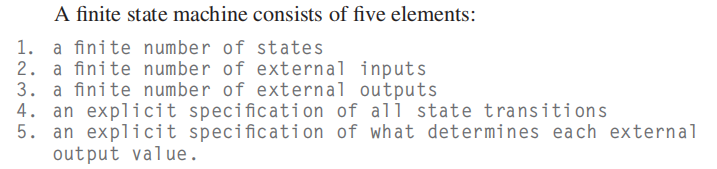 A finite state machine consists of five elements:
1. a finite number of states
2. a finite number of external inputs
3. a finite number of external outputs
4. an explicit specification of all state transitions
5. an explicit specification of what determines each external
output value.